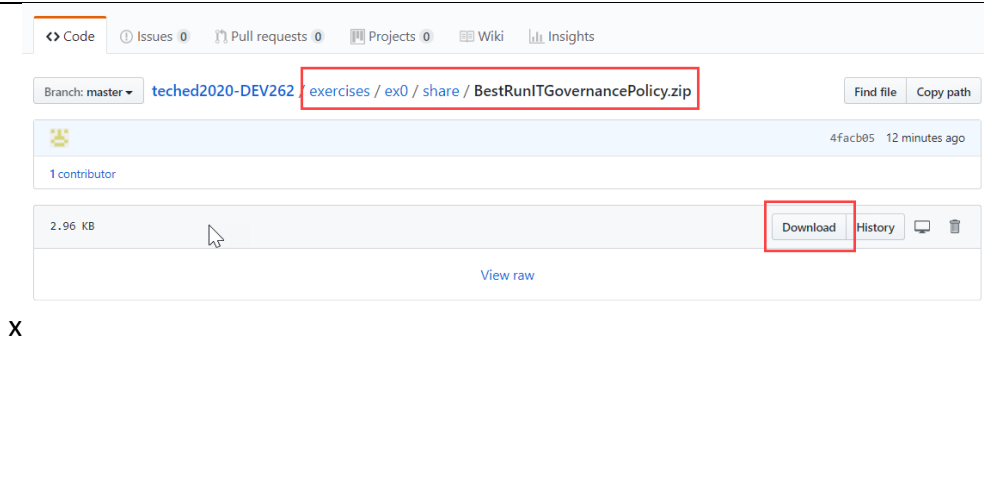 Code Issues 0 Pull requests 0 Projects 0 Wiki Insights
Branch: master teched2020-DEV262 / exercises / ex0 / share / BestRunITGovernancePolicy.zip Find file Copy path
4facb05 12 minutes ago
1 contributor
2.96 KB Download History
View raw
X